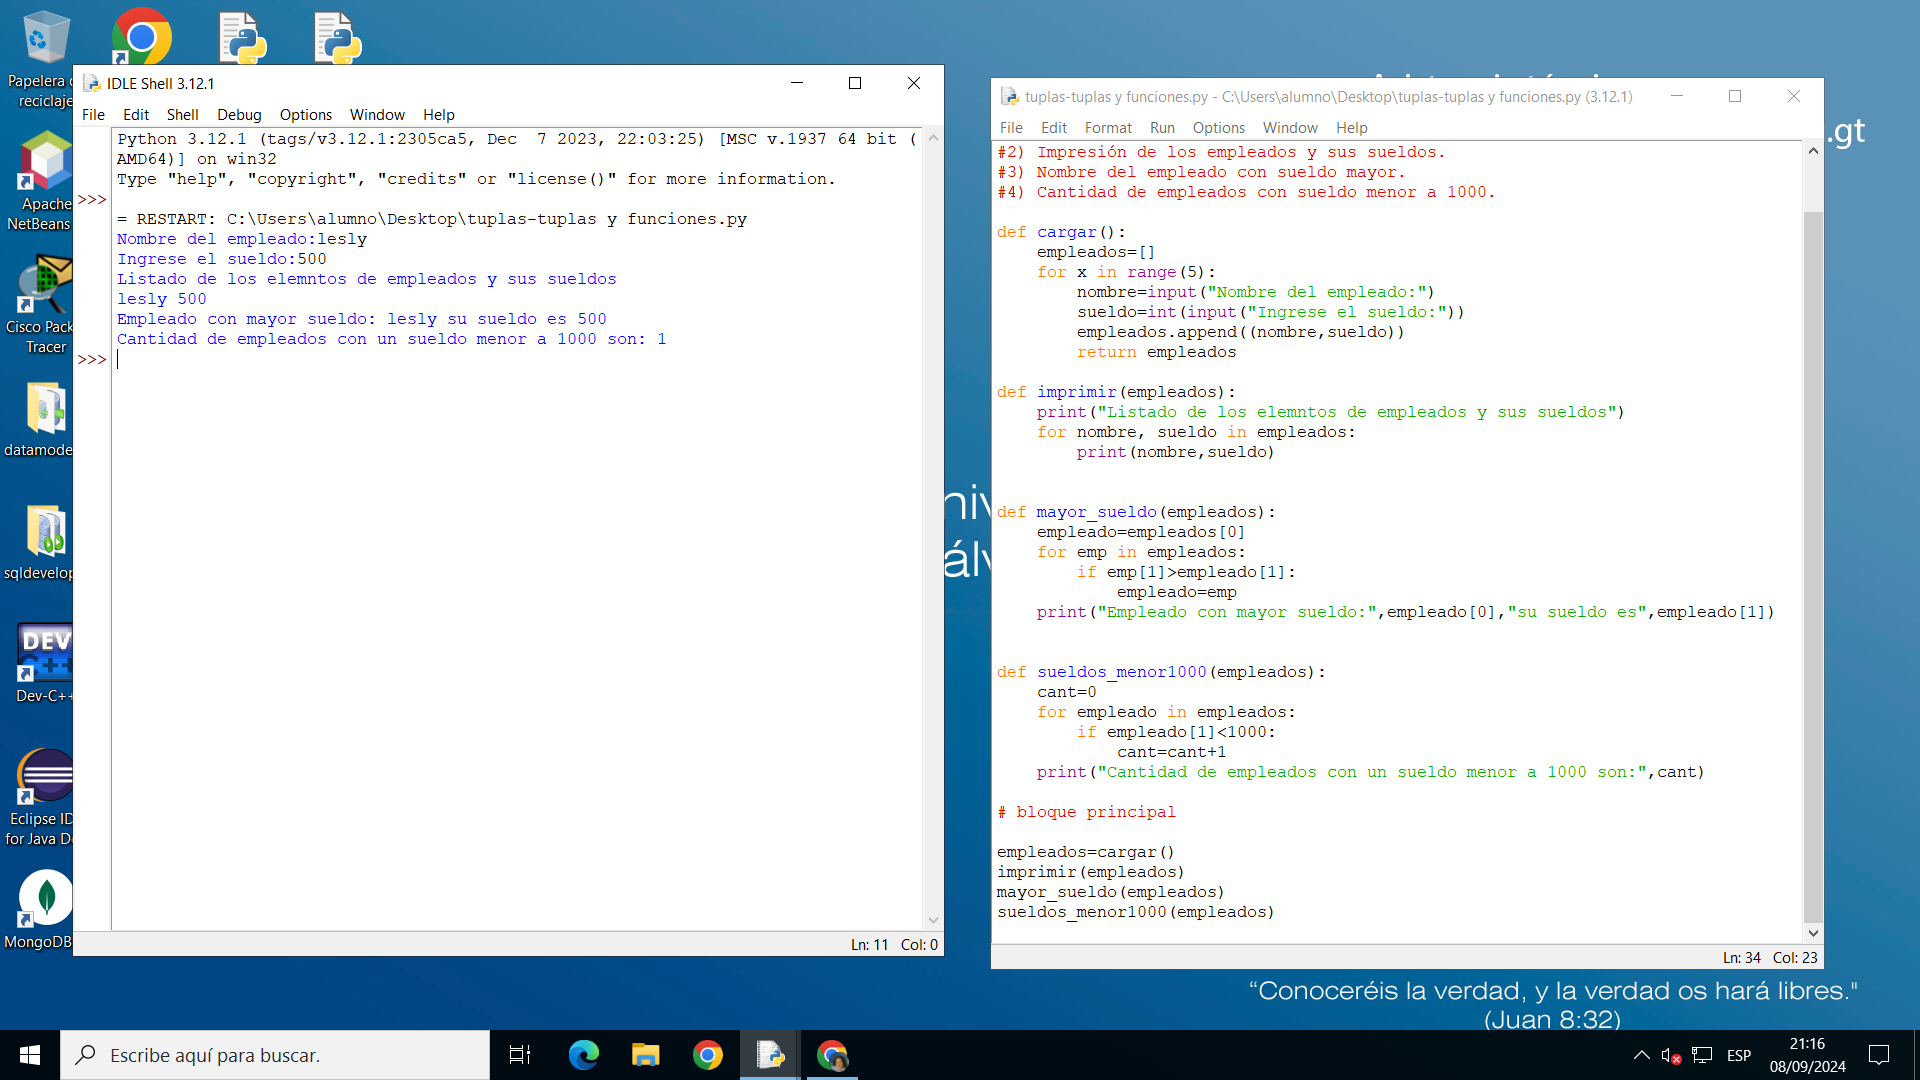 Papelera
reciclaje
Apache
NetBeans
Cisco Pack
Tracer
datamode
sqldevelop
DEV
C++
Dev-C++
Eclipse ID
for Java D
MongoDB
IDLE Shell 3.12.1
File Edit Shell Debug Options Window Help
Python 3.12.1 (tags/v3.12.1:2305ca5, Dec  7 2023, 22:03:25) [MSC v.1937 64 bit (
AMD64)] on win32
Type "help", "copyright", "credits" or "license()" for more information.
>>>
= RESTART: C:\Users\alumno\Desktop\tuplas-tuplas y funciones.py
Nombre del empleado:lesly
Ingrese el sueldo:500
Listado de los elemntos de empleados y sus sueldos
lesly 500
Empleado con mayor sueldo: lesly su sueldo es 500
Cantidad de empleados con un sueldo menor a 1000 son: 1
>>>
Ln: 11 Col: 0
tuplas-tuplas y funciones.py - C:\Users\alumno\Desktop\tuplas-tuplas y funciones.py (3.12.1)
File Edit Format Run Options Window Help
#2) Impresión de los empleados y sus sueldos.
#3) Nombre del empleado con sueldo mayor.
#4) Cantidad de empleados con sueldo menor a 1000.
def cargar():
    empleados=[]
    for x in range(5):
        nombre=input("Nombre del empleado:")
        sueldo=int(input("Ingrese el sueldo:"))
        empleados.append((nombre,sueldo))
        return empleados
def imprimir(empleados):
    print("Listado de los elemntos de empleados y sus sueldos")
    for nombre, sueldo in empleados:
        print(nombre,sueldo)
def mayor_sueldo(empleados):
    empleado=empleados[0]
    for emp in empleados:
        if emp[1]>empleado[1]:
            empleado=emp
    print("Empleado con mayor sueldo:",empleado[0],"su sueldo es",empleado[1])
def sueldos_menor1000(empleados):
    cant=0
    for empleado in empleados:
        if empleado[1]<1000:
            cant=cant+1
    print("Cantidad de empleados con un sueldo menor a 1000 son:",cant)
# bloque principal
empleados=cargar()
imprimir(empleados)
mayor_sueldo(empleados)
sueldos_menor1000(empleados)
Ln: 34 Col: 23
.gt
niv
álv
“Conoceréis la verdad, y la verdad os hará libres."
(Juan 8:32)
Escribe aquí para buscar.
ESP
21:16
08/09/2024